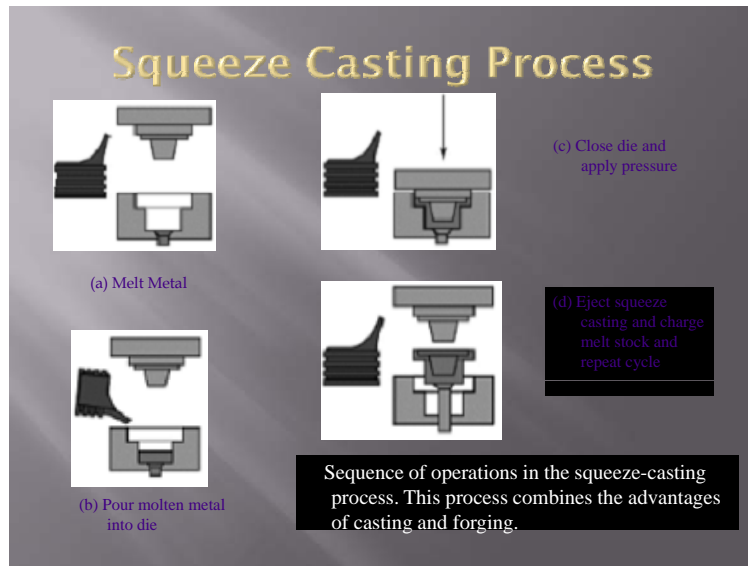 Squeeze Casting Process
(a) Melt Metal
(b) Pour molten metal
into die
(c) Close die and
apply pressure
(d) Eject squeeze
casting and charge
melt stock and
repeat cycle
Sequence of operations in the squeeze-casting
process. This process combines the advantages
of casting and forging.